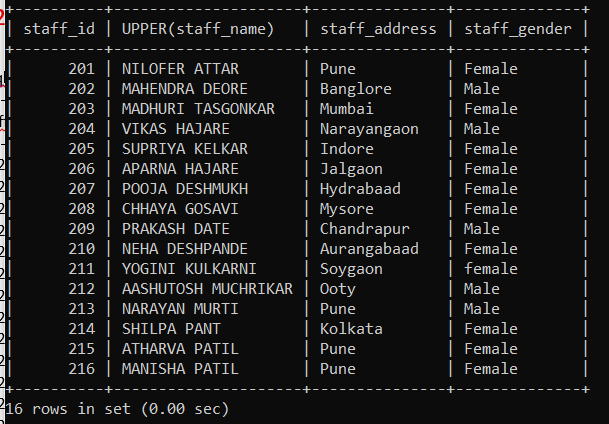 +----------+--------------------+---------------+--------------+
| staff_id | UPPER(staff_name) | staff_address | staff_gender |
+----------+--------------------+---------------+--------------+
| 201 | NILOFER ATTAR | Pune | Female |
| 202 | MAHENDRA DEORE | Banglore | Male |
| 203 | MADHURI TASGONKAR | Mumbai | Female |
| 204 | VIKAS HAJARE | Narayangaon | Male |
| 205 | SUPRIYA KELKAR | Indore | Female |
| 206 | APARNA HAJARE | Jalgaon | Female |
| 207 | POOJA DESHMUKH | Hydrabaad | Female |
| 208 | CHHAYA GOSAVI | Mysore | Female |
| 209 | PRAKASH DATE | Chandrapur | Male |
| 210 | NEHA DESHPANDE | Aurangabaad | Female |
| 211 | YOGINI KULKARNI | Soygaon | female |
| 212 | AASHUTOSH MUCHRIKAR | Ooty | Male |
| 213 | NARAYAN MURTI | Pune | Male |
| 214 | SHILPA PANT | Kolkata | Female |
| 215 | ATHARVA PATIL | Pune | Female |
| 216 | MANISHA PATIL | Pune | Female |
+----------+--------------------+---------------+--------------+
16 rows in set (0.00 sec)